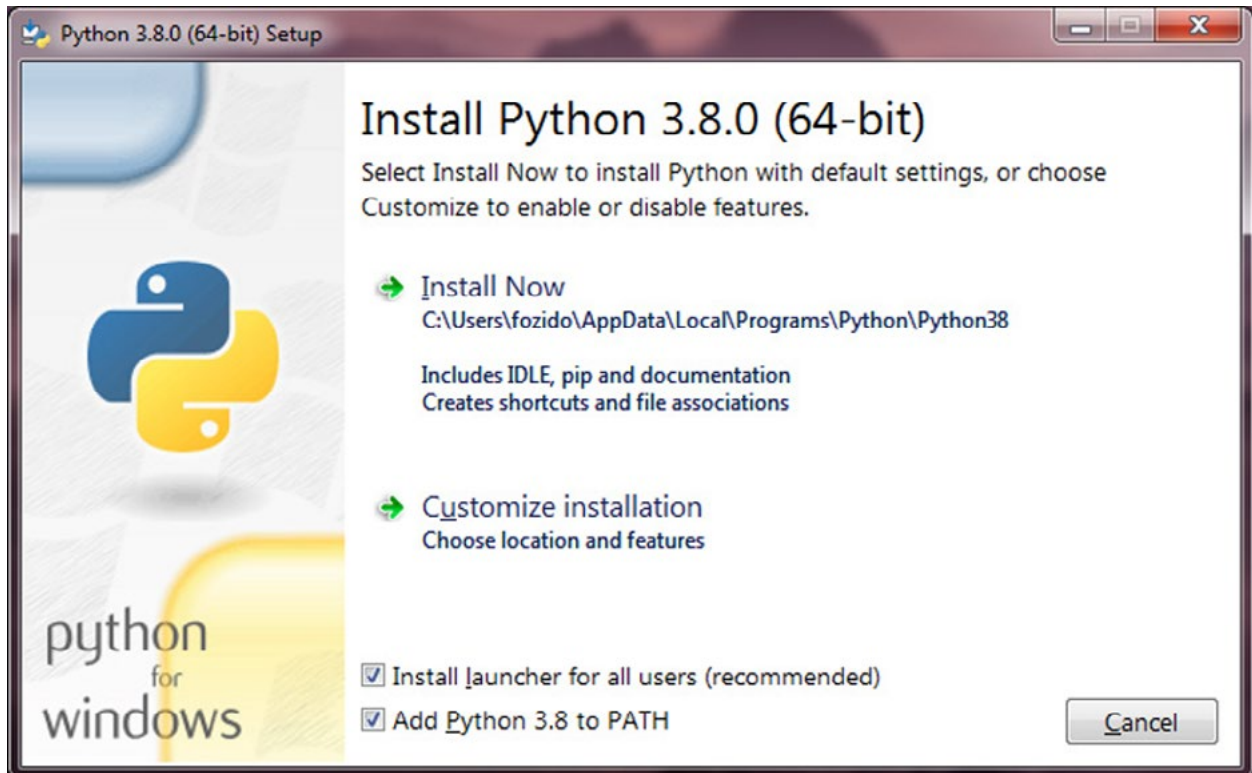 Python 3.8.0 (64-bit) Setup
Install Python 3.8.0 (64-bit)
Select Install Now to install Python with default settings, or choose
Customize to enable or disable features.
Install Now
C:\Users\fozido\AppData\Local\Programs\Python\Python38
Includes IDLE, pip and documentation
Creates shortcuts and file associations
Customize installation
Choose location and features
python
for
windows
Install launcher for all users (recommended)
Add Python 3.8 to PATH
Cancel